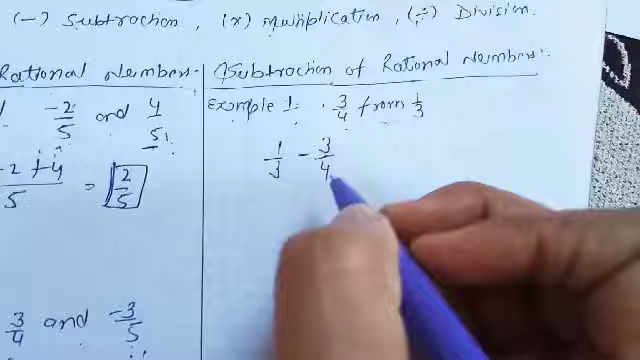 (-) Subtraction, (x) Multiplication, (÷) Division.
Rational Numbers.
-2/5 and 4/5
-2+4/5 = 2/5
3/4 and -3/5
Subtraction of Rational Numbers.
Example 1. 3/4 from 1/3
1/3 - 3/4